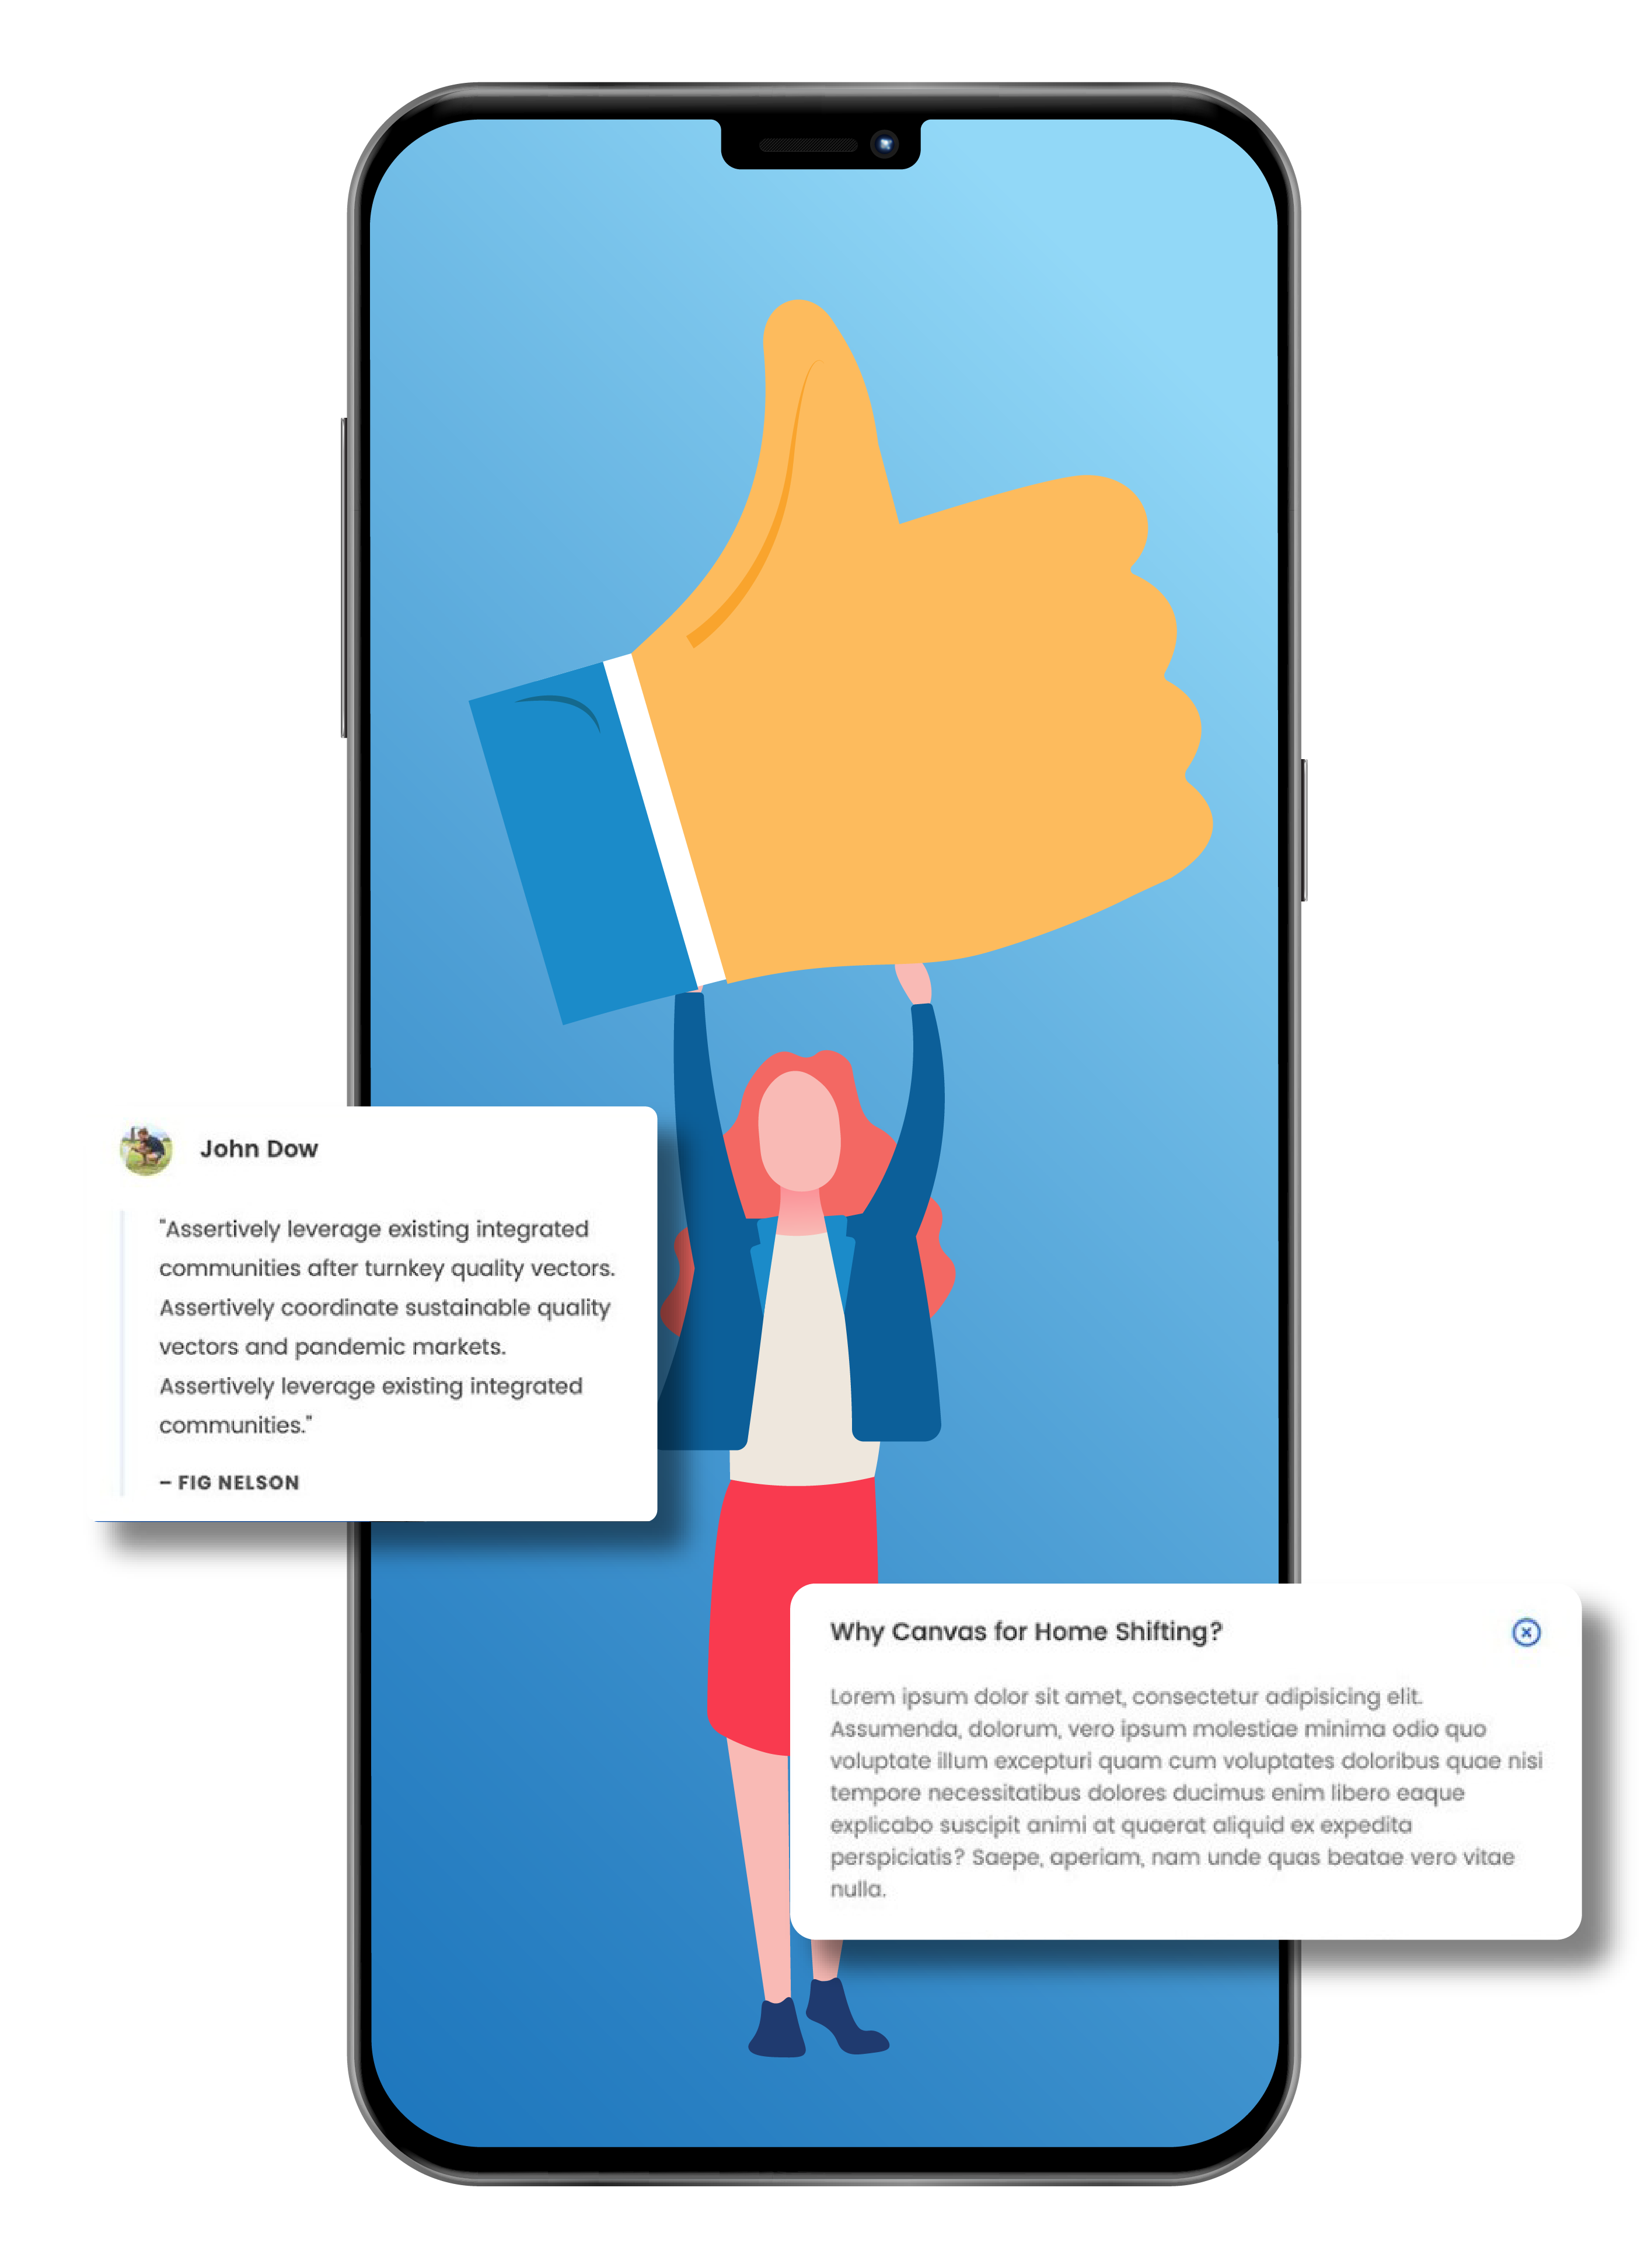 John Dow
"Assertively leverage existing integrated
communities after turnkey quality vectors.
Assertively coordinate sustainable quality
vectors and pandemic markets.
Assertively leverage existing integrated
communities."
– FIG NELSON
Why Canvas for Home Shifting?
Lorem ipsum dolor sit amet, consectetur adipisicing elit.
Assumenda, dolorum, vero ipsum molestiae minima odio quo
voluptate illum excepturi quam cum voluptates doloribus quae nisi
tempore necessitatibus dolores ducimus enim libero eaque
explicabo suscipit animi at quaerat aliquid ex expedita
perspiciatis? Saepe, aperiam, nam unde quas beatae vero vitae
nulla.